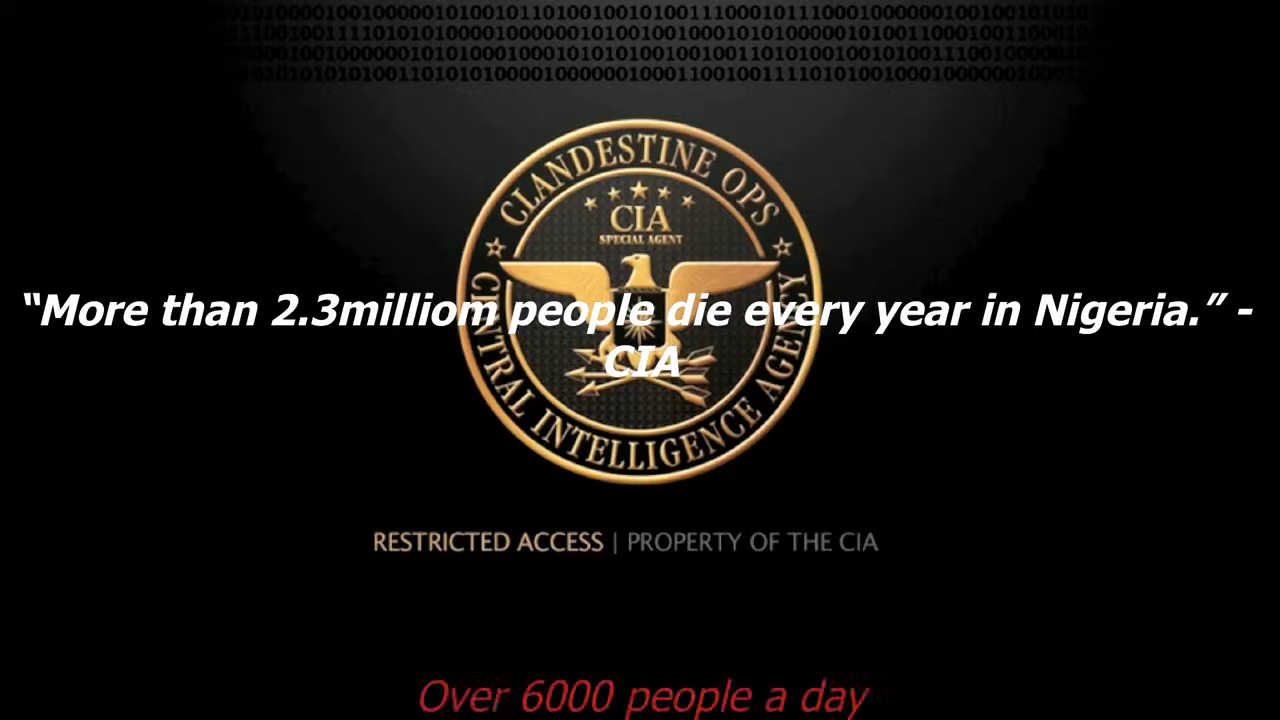 CLANDESTINE OPS
CIA
SPECIAL AGENT
“More than 2.3milliom people die every year in Nigeria.” -
CIA
CENTRAL INTELLIGENCE AGENCY
RESTRICTED ACCESS | PROPERTY OF THE CIA
Over 6000 people a day